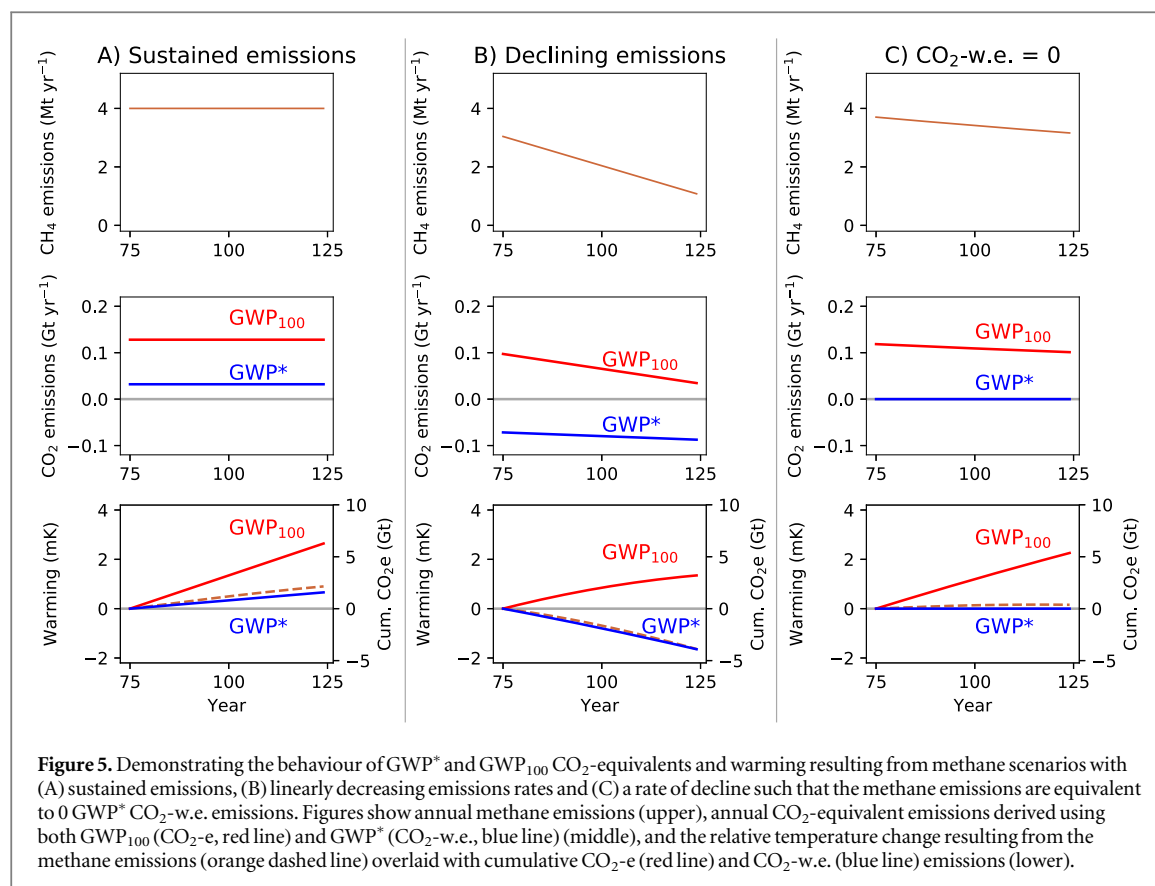 A) Sustained emissions
CH₄ emissions (Mt yr⁻¹)
4
2
0
75 100 125
CO₂ emissions (Gt yr⁻¹)
0.2
0.1
0.0
−0.1
GWP₁₀₀
GWP*
75 100 125
Warming (mK)
4
2
0
−2
GWP₁₀₀
GWP*
10
5
0
−5
Cum. CO₂e (Gt)
75 100 125
Year
B) Declining emissions
CH₄ emissions (Mt yr⁻¹)
4
2
0
75 100 125
CO₂ emissions (Gt yr⁻¹)
0.2
0.1
0.0
−0.1
GWP₁₀₀
GWP*
75 100 125
Warming (mK)
4
2
0
−2
GWP₁₀₀
GWP*
10
5
0
−5
Cum. CO₂e (Gt)
75 100 125
Year
C) CO₂-w.e. = 0
CH₄ emissions (Mt yr⁻¹)
4
2
0
75 100 125
CO₂ emissions (Gt yr⁻¹)
0.2
0.1
0.0
−0.1
GWP₁₀₀
GWP*
75 100 125
Warming (mK)
4
2
0
−2
GWP₁₀₀
GWP*
10
5
0
−5
Cum. CO₂e (Gt)
75 100 125
Year
Figure 5. Demonstrating the behaviour of GWP* and GWP₁₀₀ CO₂-equivalents and warming resulting from methane scenarios with
(A) sustained emissions, (B) linearly decreasing emissions rates and (C) a rate of decline such that the methane emissions are equivalent
to 0 GWP* CO₂-w.e. emissions. Figures show annual methane emissions (upper), annual CO₂-equivalent emissions derived using
both GWP₁₀₀ (CO₂-e, red line) and GWP* (CO₂-w.e., blue line) (middle), and the relative temperature change resulting from the
methane emissions (orange dashed line) overlaid with cumulative CO₂-e (red line) and CO₂-w.e. (blue line) emissions (lower).